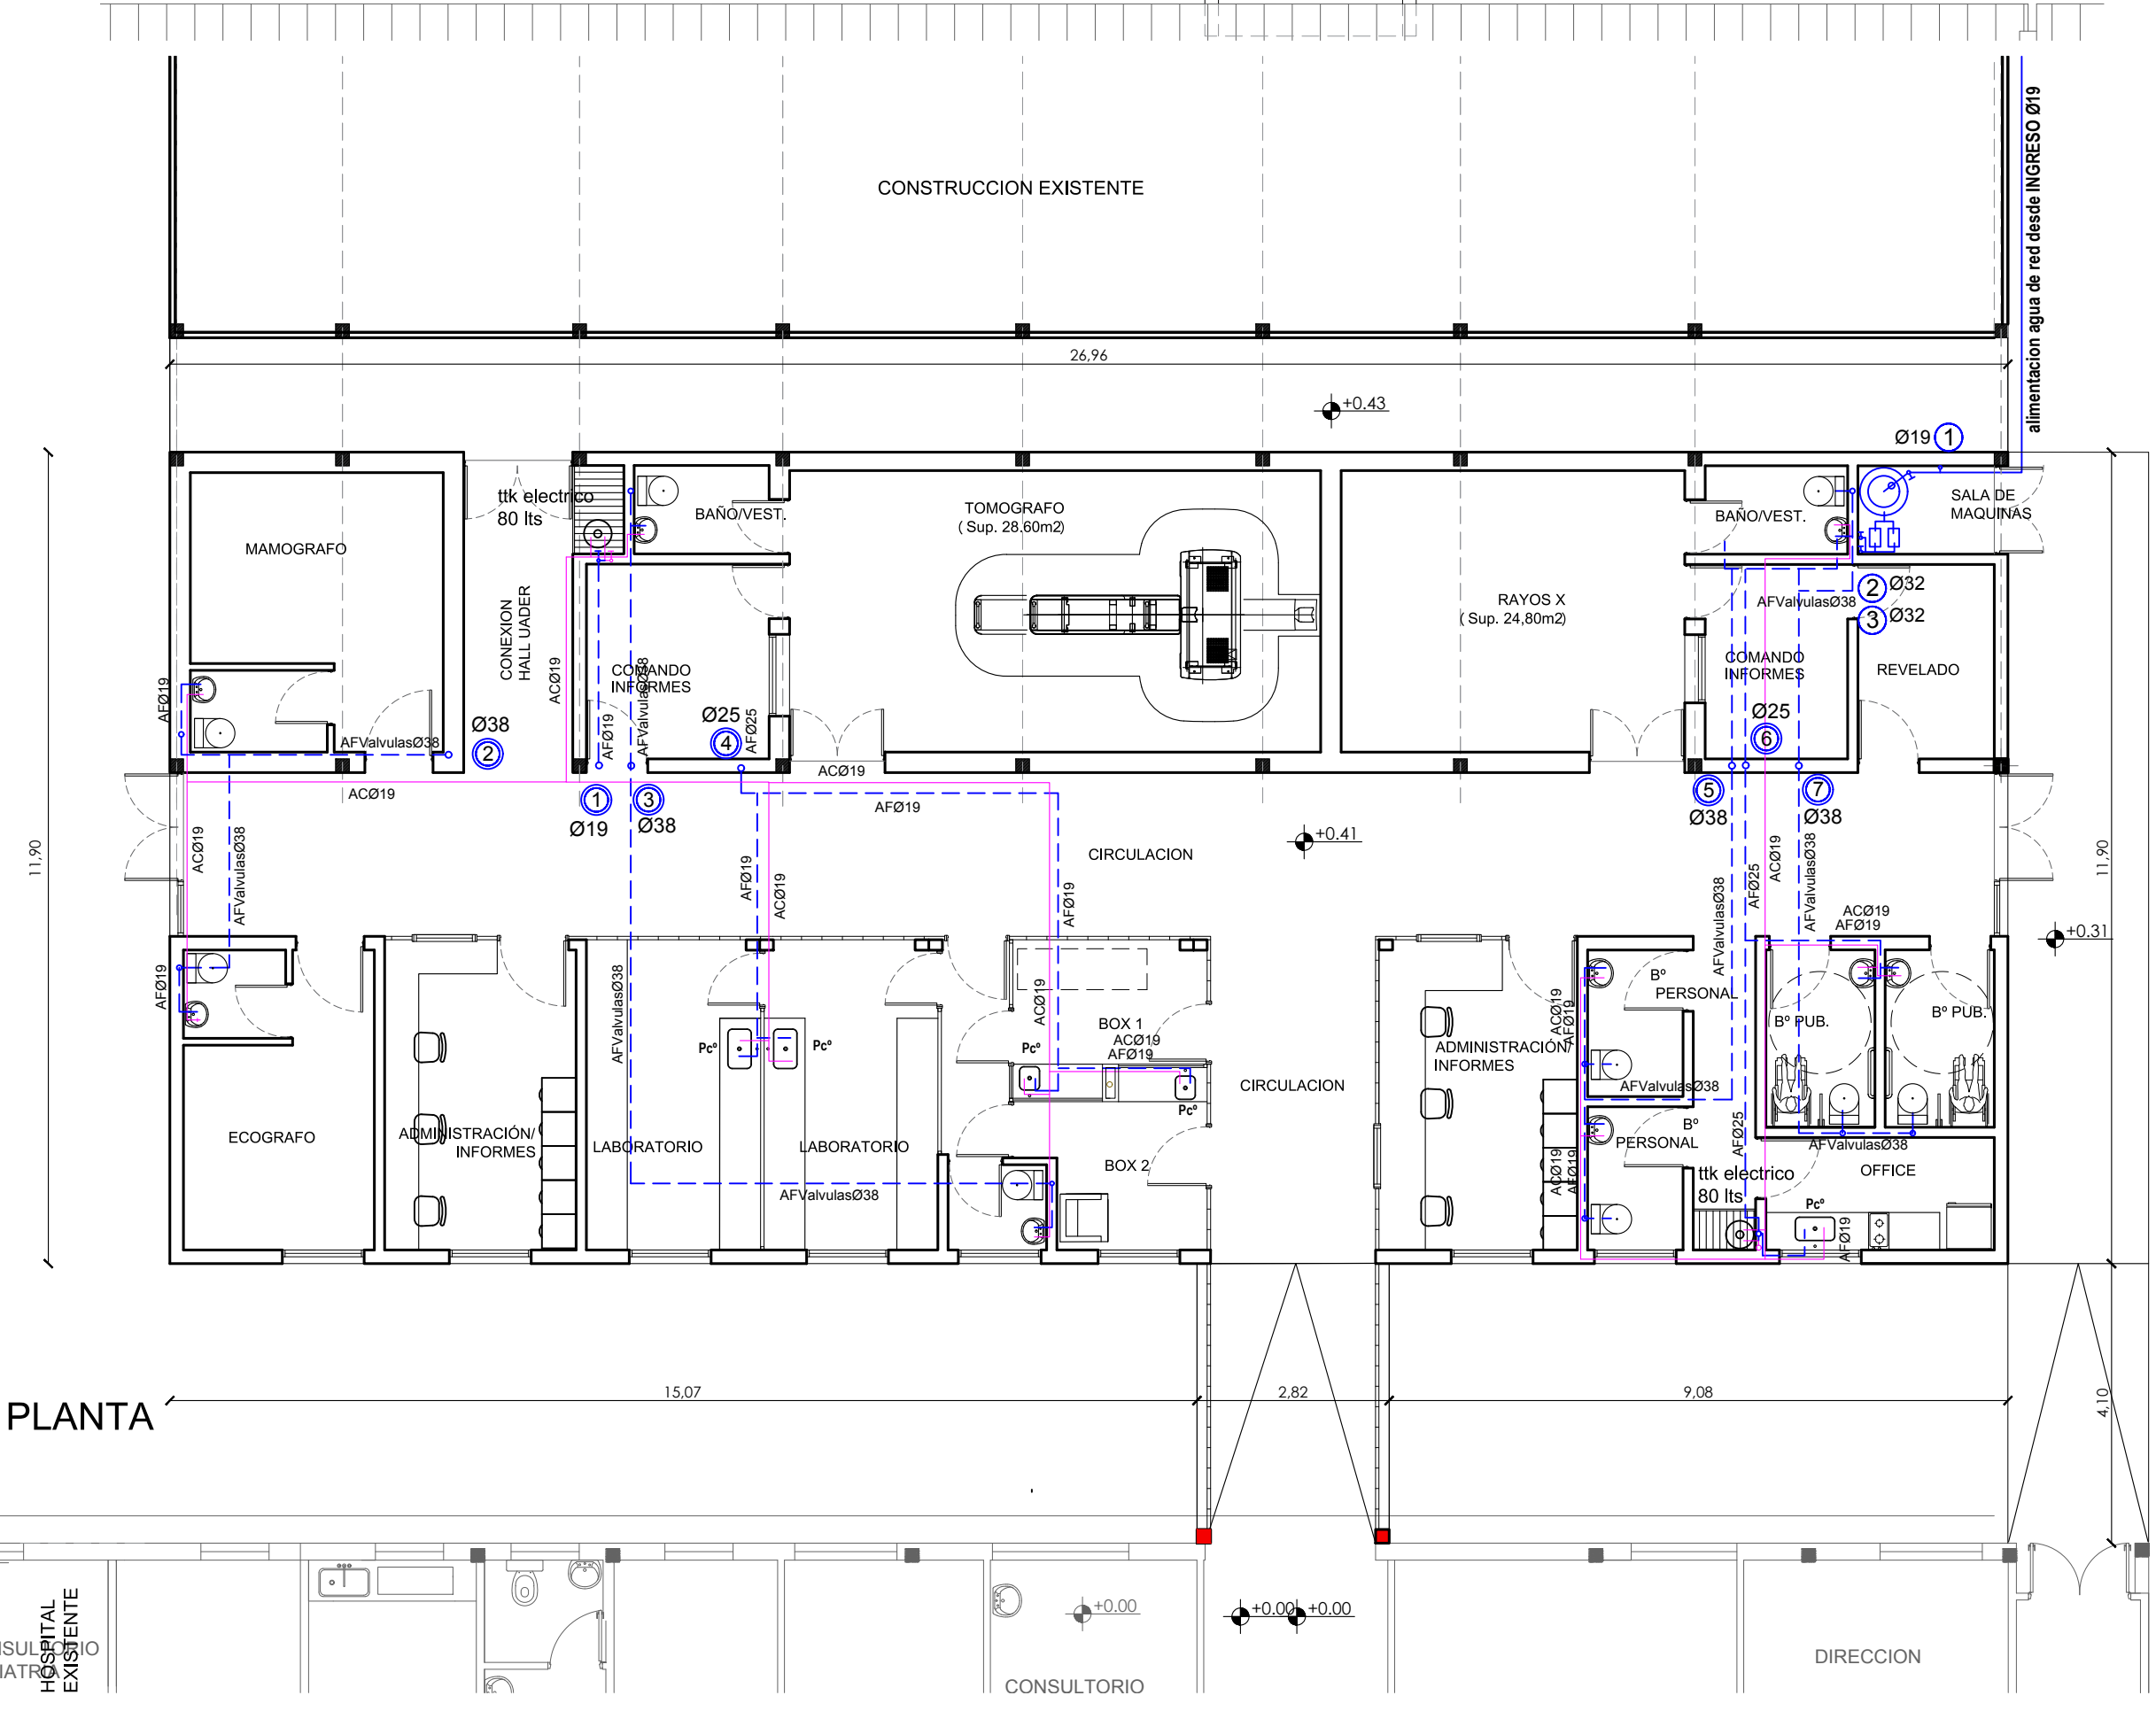 CONSTRUCCION EXISTENTE
alimentacion agua de red desde INGRESO Ø19
26,96
+0.43
Ø19 1
ttk electrico
80 lts
BAÑO/VEST.
TOMOGRAFO
( Sup. 28.60m2)
BAÑO/VEST.
SALA DE
MAQUINAS
MAMOGRAFO
CONEXION
HALL UADER
RAYOS X
( Sup. 24,80m2)
AFValvulasØ38
2 Ø32
3 Ø32
ACØ19
COMANDO
INFORMES
AFValvulasØ38
COMANDO
INFORMES
REVELADO
AFØ19
Ø38
2
AFValvulasØ38
AFØ19
Ø25
4
AFØ25
Ø25
6
ACØ19
ACØ19
AFØ19
1
Ø19
3
Ø38
5
Ø38
7
Ø38
+0.41
CIRCULACION
11,90
11,90
ACØ19
AFValvulasØ38
AFØ19
ACØ19
AFØ19
AFValvulasØ38
AFØ25
ACØ19
AFValvulasØ38
ACØ19
AFØ19
+0.31
AFØ19
AFValvulasØ38
ACØ19
Bº
PERSONAL
Bº PUB.
Bº PUB.
Pcº
Pcº
Pcº
BOX 1
ACØ19
AFØ19
Pcº
CIRCULACION
ADMINISTRACIÓN/
INFORMES
ACØ19
AFØ19
AFValvulasØ38
ECOGRAFO
ADMINISTRACIÓN/
INFORMES
LABORATORIO
LABORATORIO
AFValvulasØ38
BOX 2
Bº
PERSONAL
ACØ19
AFØ19
AFØ25
AFValvulasØ38
OFFICE
ttk electrico
80 lts
Pcº
AFØ19
15,07
2,82
9,08
4,10
PLANTA
HOSPITAL
EXISTENTE
+0.00
+0.00
+0.00
CONSULTORIO
DIRECCION